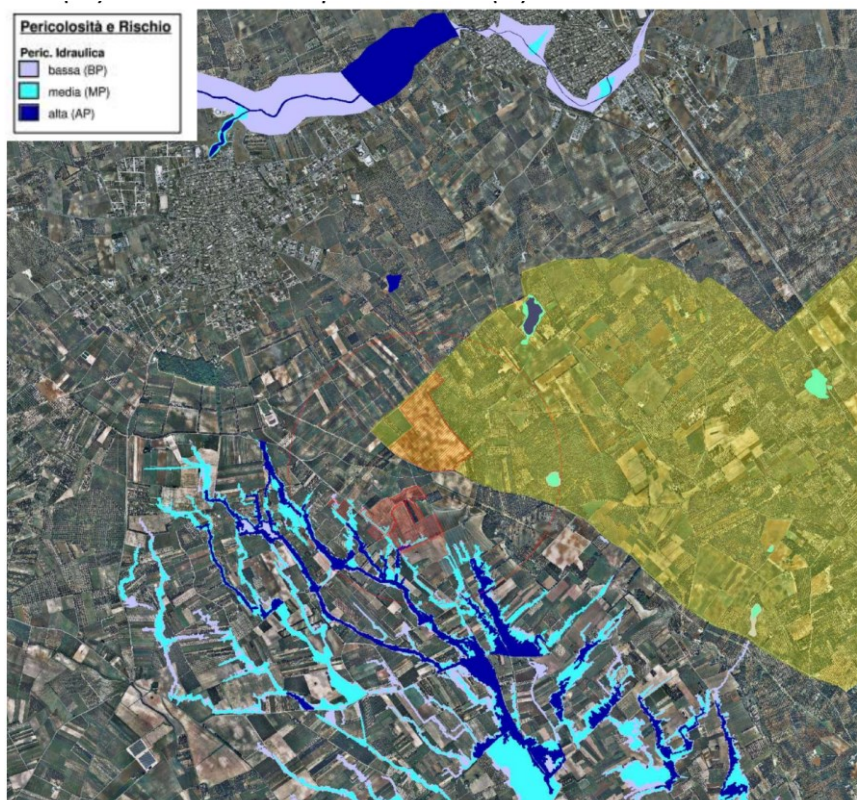 Pericolosità e Rischio
Peric. Idraulica
bassa (BP)
media (MP)
alta (AP)